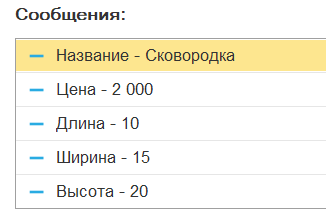 Сообщения:
Название - Сковородка
Цена - 2 000
Длина - 10
Ширина - 15
Высота - 20